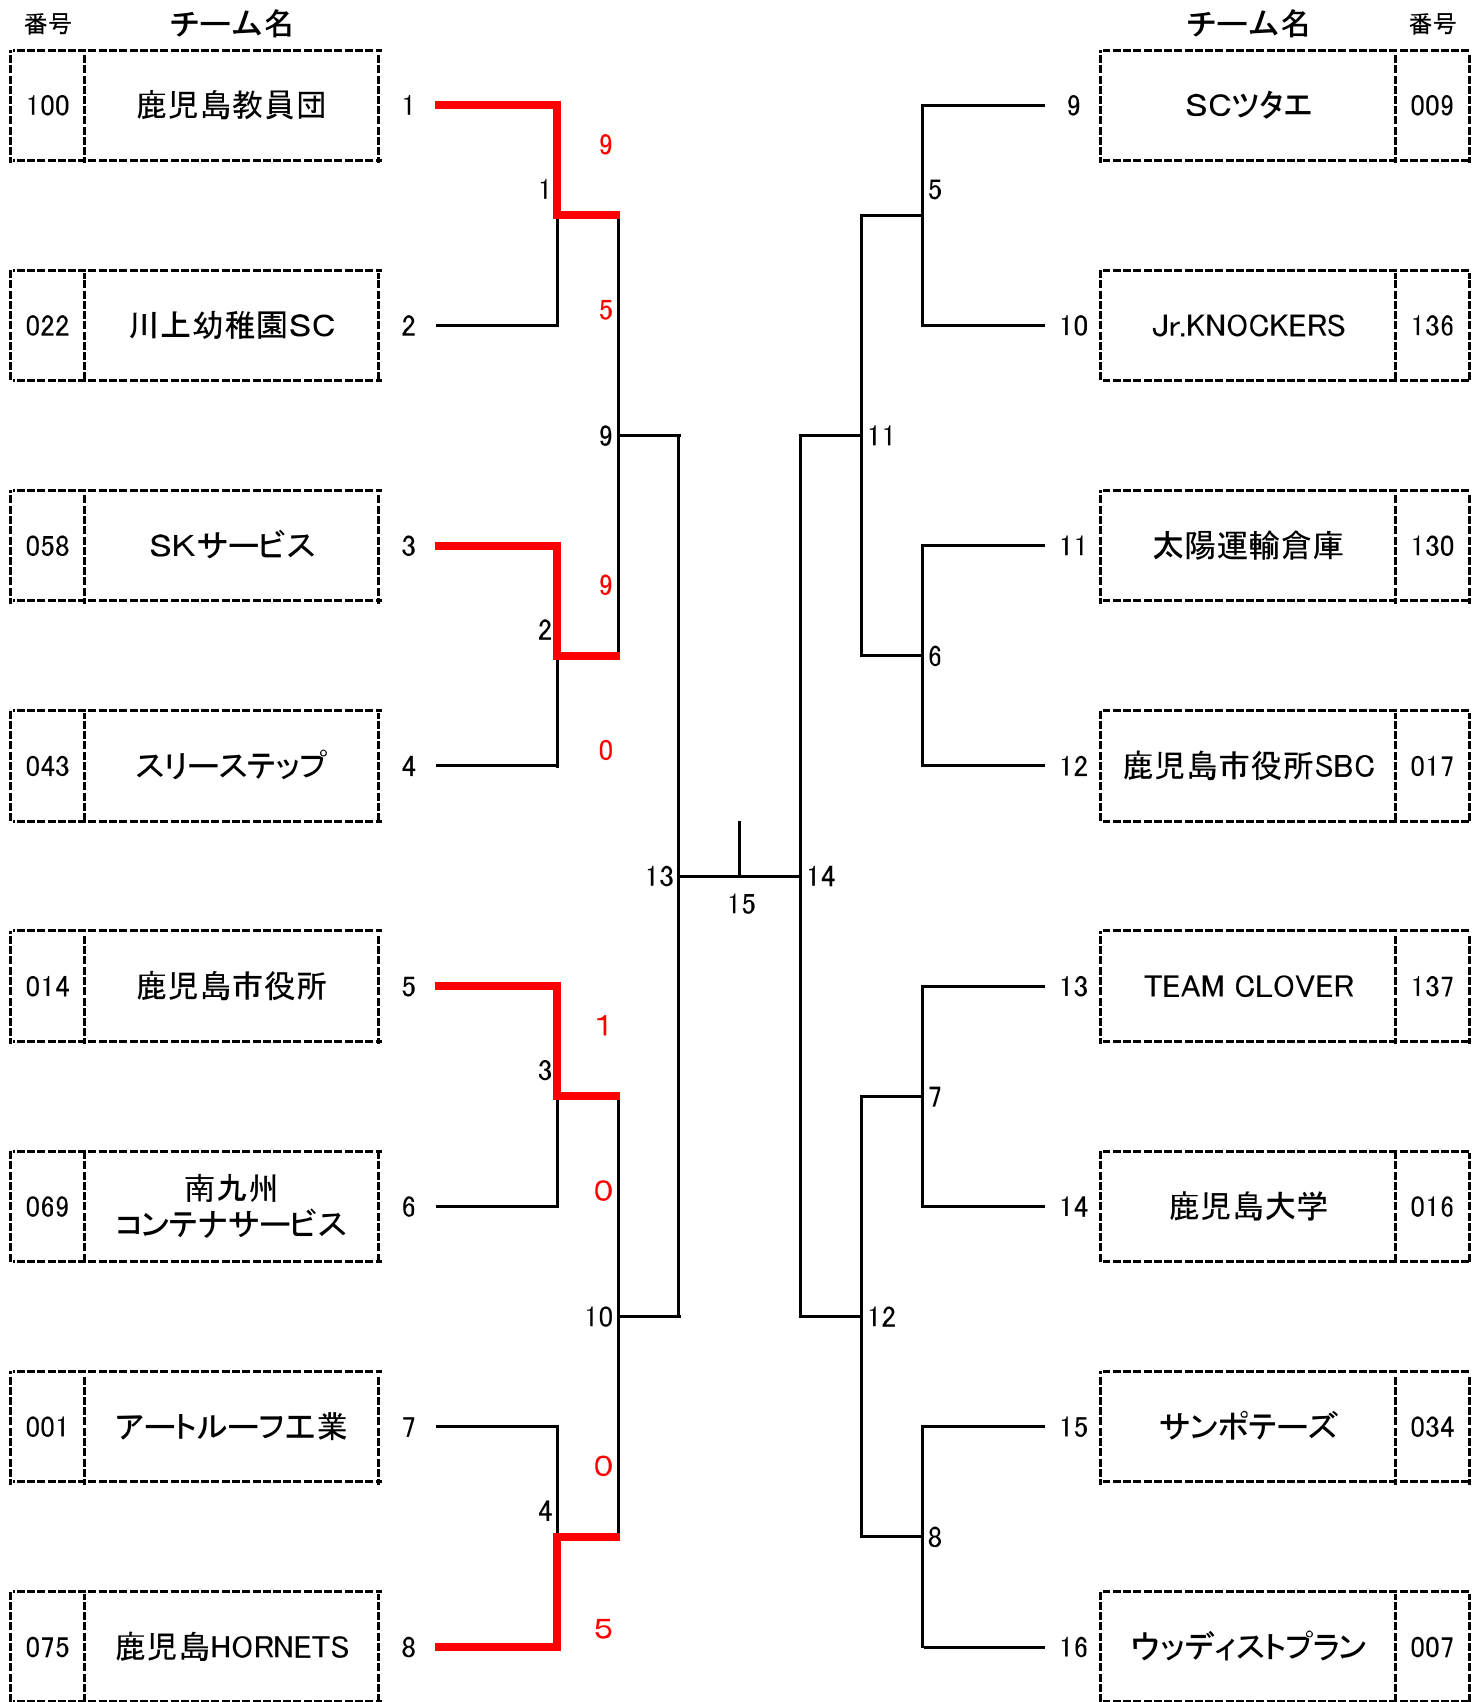 番号 チーム名 チーム名 番号
100 鹿児島教員団 1 9 SCツタエ 009
9
1 5
022 川上幼稚園SC 2 5 10 Jr.KNOCKERS 136
9 11
058 SKサービス 3 11 太陽運輸倉庫 130
9
2 6
043 スリーステップ 4 0 12 鹿児島市役所SBC 017
13 14
15
014 鹿児島市役所 5 13 TEAM CLOVER 137
1
3 7
069 南九州
コンテナサービス 6 0 14 鹿児島大学 016
10 12
001 アートルーフ工業 7 15 サンポテーズ 034
0
4 8
075 鹿児島HORNETS 8 5 16 ウッディストプラン 007